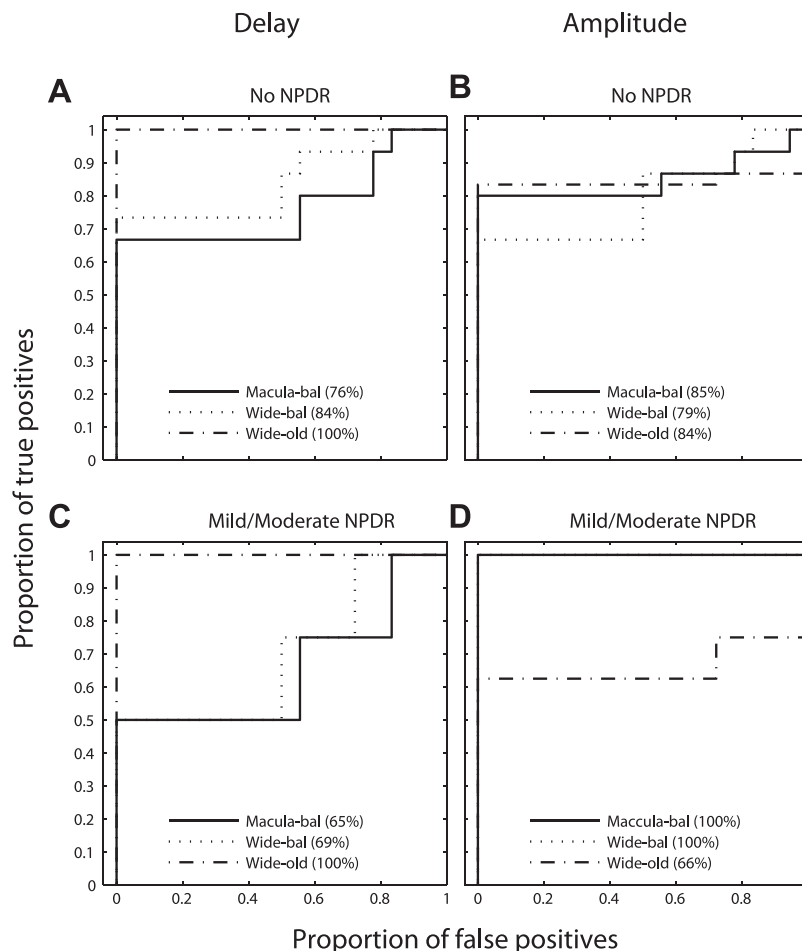 Delay
Amplitude
A
No NPDR
B
No NPDR
1
0.9
0.8
0.7
0.6
0.5
0.4
0.3
0.2
0.1
0
Macula-bal (76%)
Wide-bal (84%)
Wide-old (100%)
Macula-bal (85%)
Wide-bal (79%)
Wide-old (84%)
Proportion of true positives
C
Mild/Moderate NPDR
D
Mild/Moderate NPDR
1
0.9
0.8
0.7
0.6
0.5
0.4
0.3
0.2
0.1
0
Macula-bal (65%)
Wide-bal (69%)
Wide-old (100%)
Maccula-bal (100%)
Wide-bal (100%)
Wide-old (66%)
0 0.2 0.4 0.6 0.8 1
0 0.2 0.4 0.6 0.8
Proportion of false positives